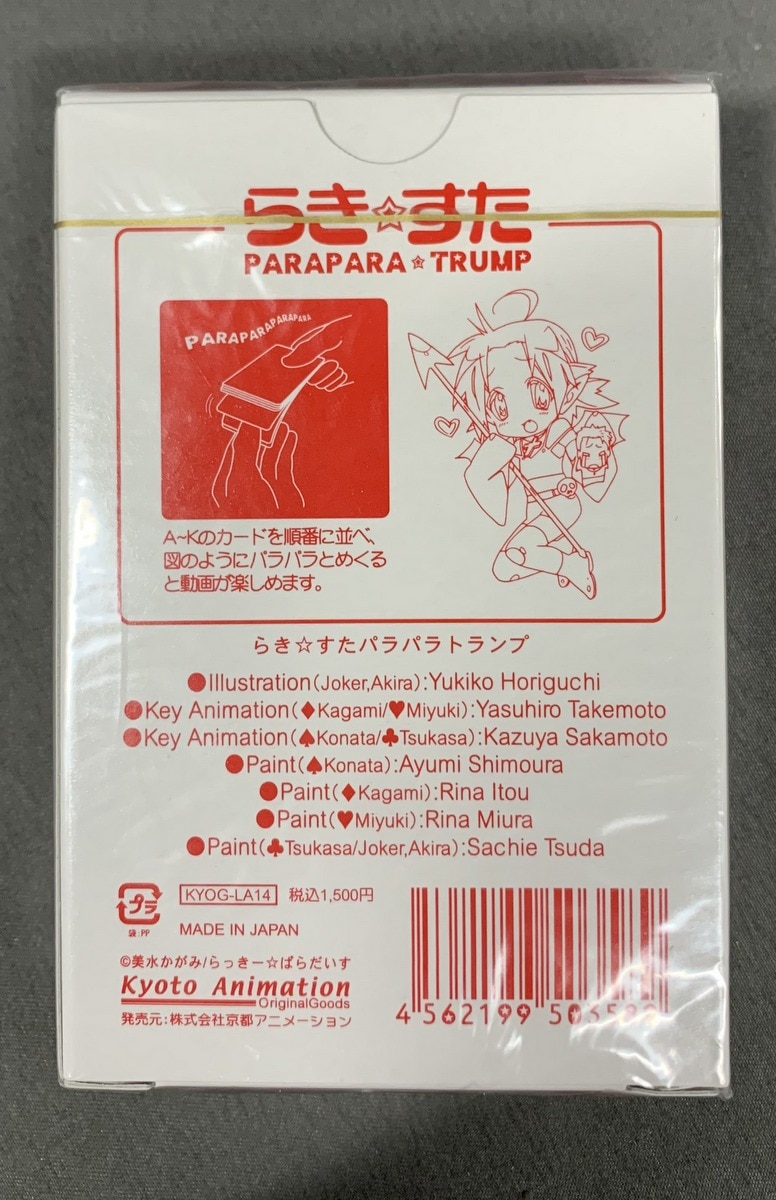 らき☆すた
PARAPARA★TRUMP
PARAPARAPARAPARA
A~Kのカードを順番に並べ、
図のようにパラパラとめくる
と動画が楽しめます。
らき☆すたパラパラトランプ
●Illustration(Joker,Akira):Yukiko Horiguchi
●Key Animation(♦Kagami/♥Miyuki):Yasuhiro Takemoto
●Key Animation(♠Konata/♣Tsukasa):Kazuya Sakamoto
●Paint(♠Konata):Ayumi Shimoura
●Paint(♦Kagami):Rina Itou
●Paint(♥Miyuki):Rina Miura
●Paint(♣Tsukasa/Joker,Akira):Sachie Tsuda
プラ
袋:PP
KYOG-LA14 税込1,500円
MADE IN JAPAN
©美水かがみ/らっきー☆ぱらだいす
Kyoto Animation
OriginalGoods
発売元:株式会社京都アニメーション
4 562199